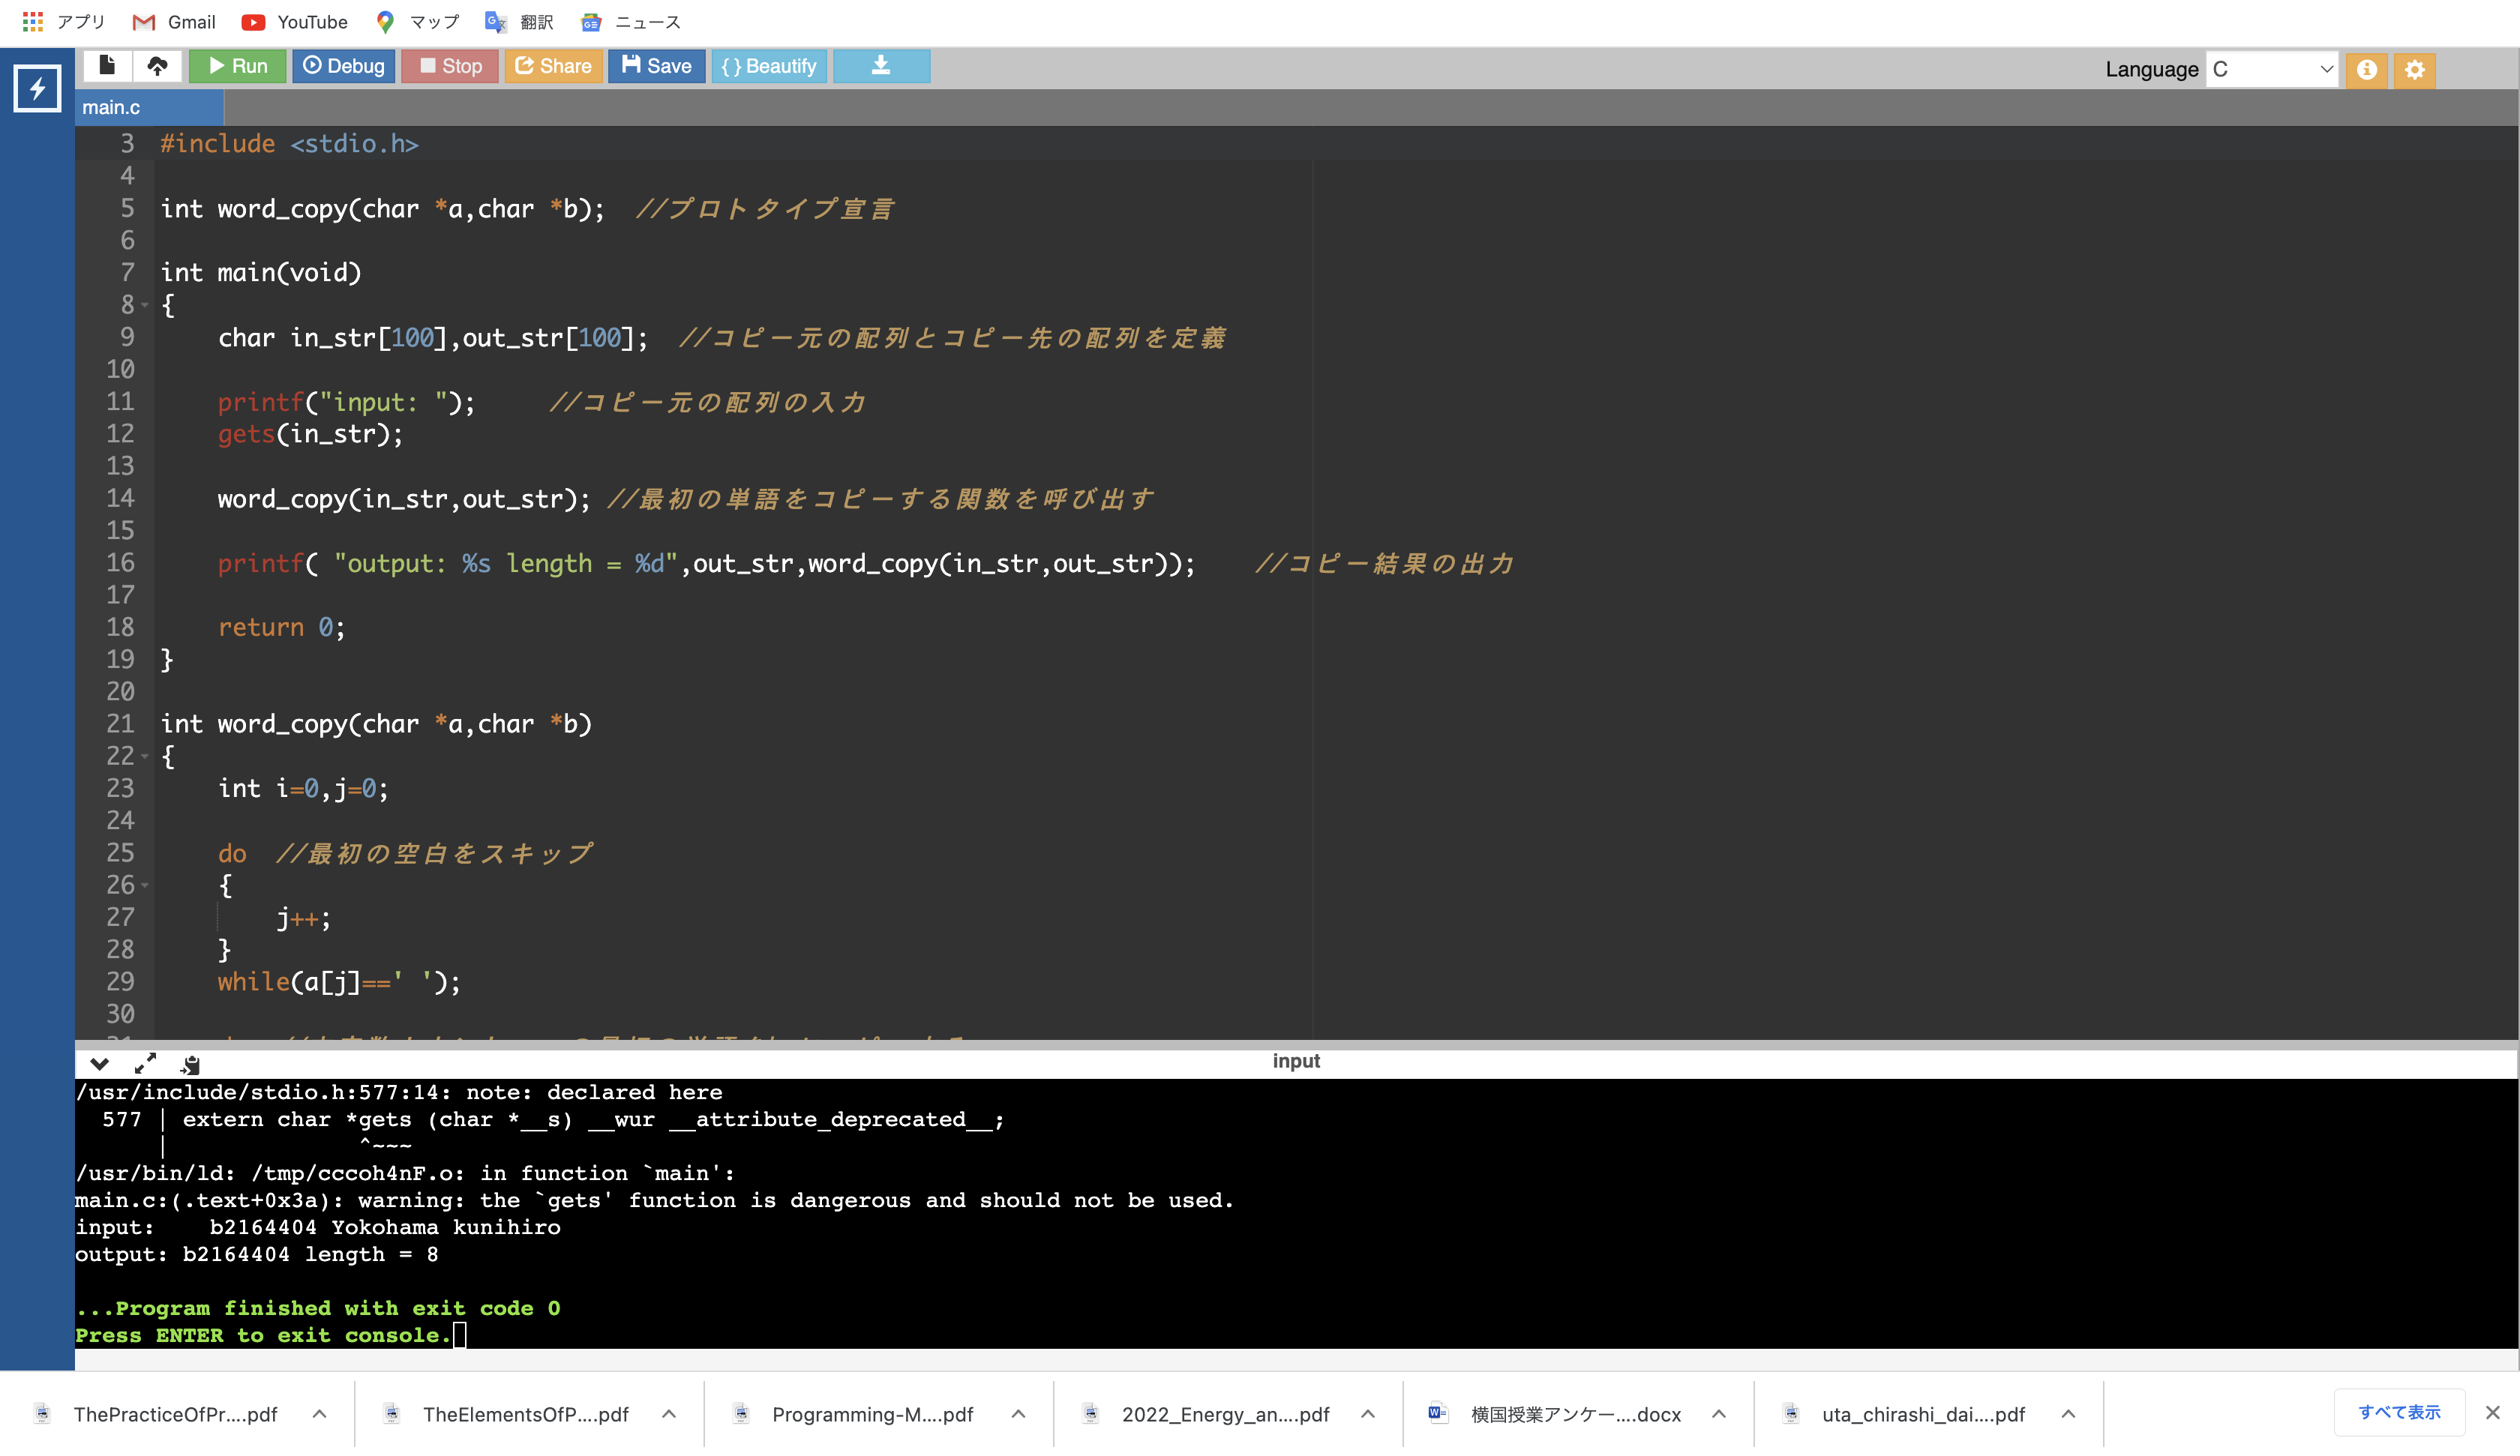 アプリ Gmail YouTube マップ 翻訳 ニュース
Run Debug Stop Share Save { } Beautify Language C
main.c
3 #include <stdio.h>
4
5 int word_copy(char *a,char *b);  //プロトタイプ宣言
6
7 int main(void)
8 {
9     char in_str[100],out_str[100];  //コピー元の配列とコピー先の配列を定義
10
11     printf("input: ");     //コピー元の配列の入力
12     gets(in_str);
13
14     word_copy(in_str,out_str); //最初の単語をコピーする関数を呼び出す
15
16     printf( "output: %s length = %d",out_str,word_copy(in_str,out_str));    //コピー結果の出力
17
18     return 0;
19 }
20
21 int word_copy(char *a,char *b)
22 {
23     int i=0,j=0;
24
25     do  //最初の空白をスキップ
26     {
27         j++;
28     }
29     while(a[j]==' ');
30
input
/usr/include/stdio.h:577:14: note: declared here
  577 | extern char *gets (char *__s) __wur __attribute_deprecated__;
      |              ^~~~
/usr/bin/ld: /tmp/cccoh4nF.o: in function `main':
main.c:(.text+0x3a): warning: the `gets' function is dangerous and should not be used.
input:    b2164404 Yokohama kunihiro
output: b2164404 length = 8
...Program finished with exit code 0
Press ENTER to exit console.
ThePracticeOfPr....pdf TheElementsOfP....pdf Programming-M....pdf 2022_Energy_an....pdf 横国授業アンケー....docx uta_chirashi_dai....pdf すべて表示